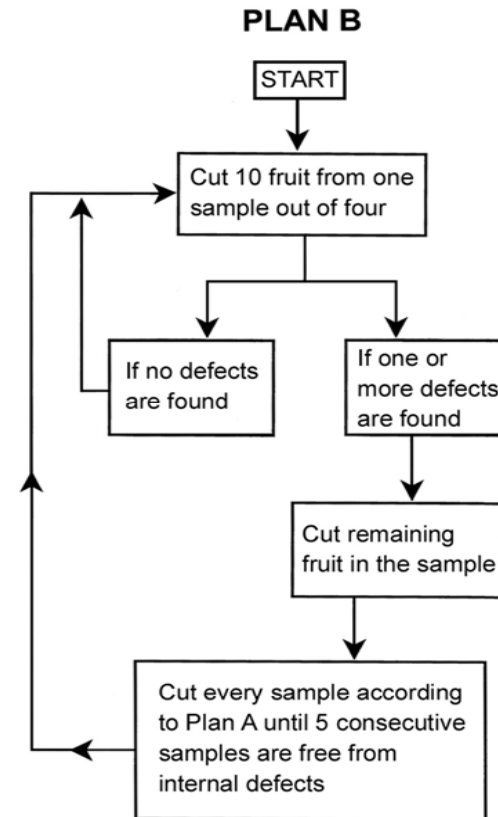 PLAN B
START
Cut 10 fruit from one
sample out of four
If no defects
are found
If one or
more defects
are found
Cut remaining
fruit in the sample
Cut every sample according
to Plan A until 5 consecutive
samples are free from
internal defects